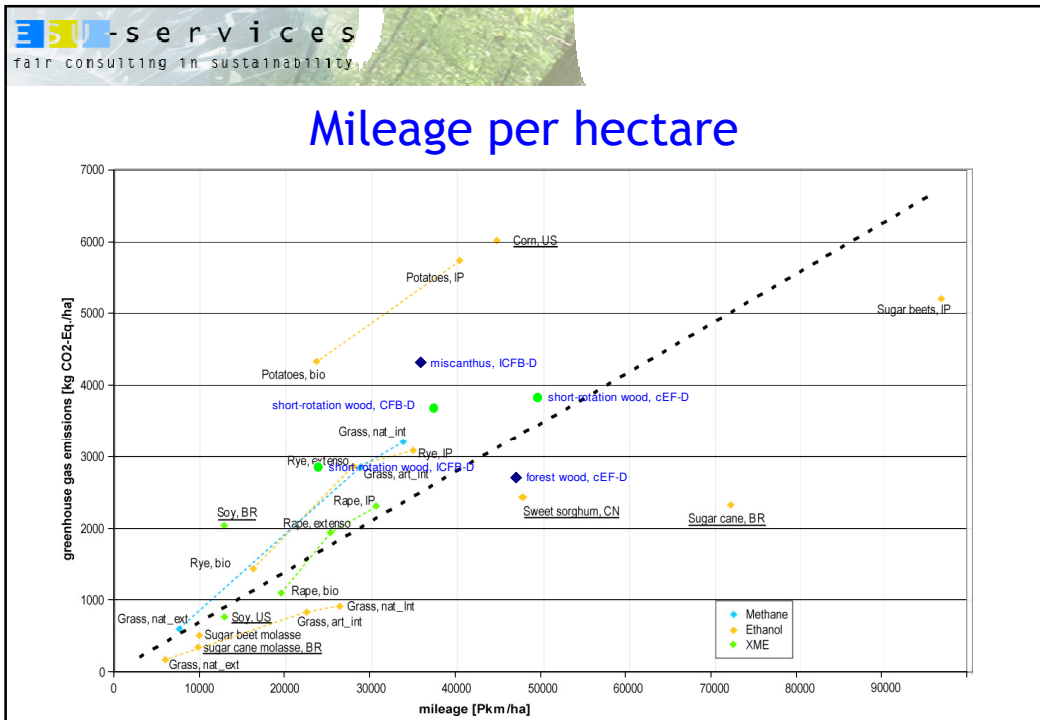 ESU-services
fair consulting in sustainability
Mileage per hectare
greenhouse gas emissions [kg CO2-Eq./ha]
7000
6000
5000
4000
3000
2000
1000
0
Corn, US
Potatoes, IP
Sugar beets, IP
Potatoes, bio
miscanthus, ICFB-D
short-rotation wood, CFB-D
short-rotation wood, cEF-D
Grass, nat_int
Rye, extenso
Rye, IP
short-rotation wood, ICFB-D
Grass, art_int
forest wood, cEF-D
Rape, IP
Soy, BR
Rape, extenso
Sweet sorghum, CN
Sugar cane, BR
Rye, bio
Rape, bio
Grass, nat_ext
Soy, US
Grass, nat_Int
Grass, art_int
Sugar beet molasse
sugar cane molasse, BR
Grass, nat_ext
Methane
Ethanol
XME
0 10000 20000 30000 40000 50000 60000 70000 80000 90000
mileage [Pkm/ha]